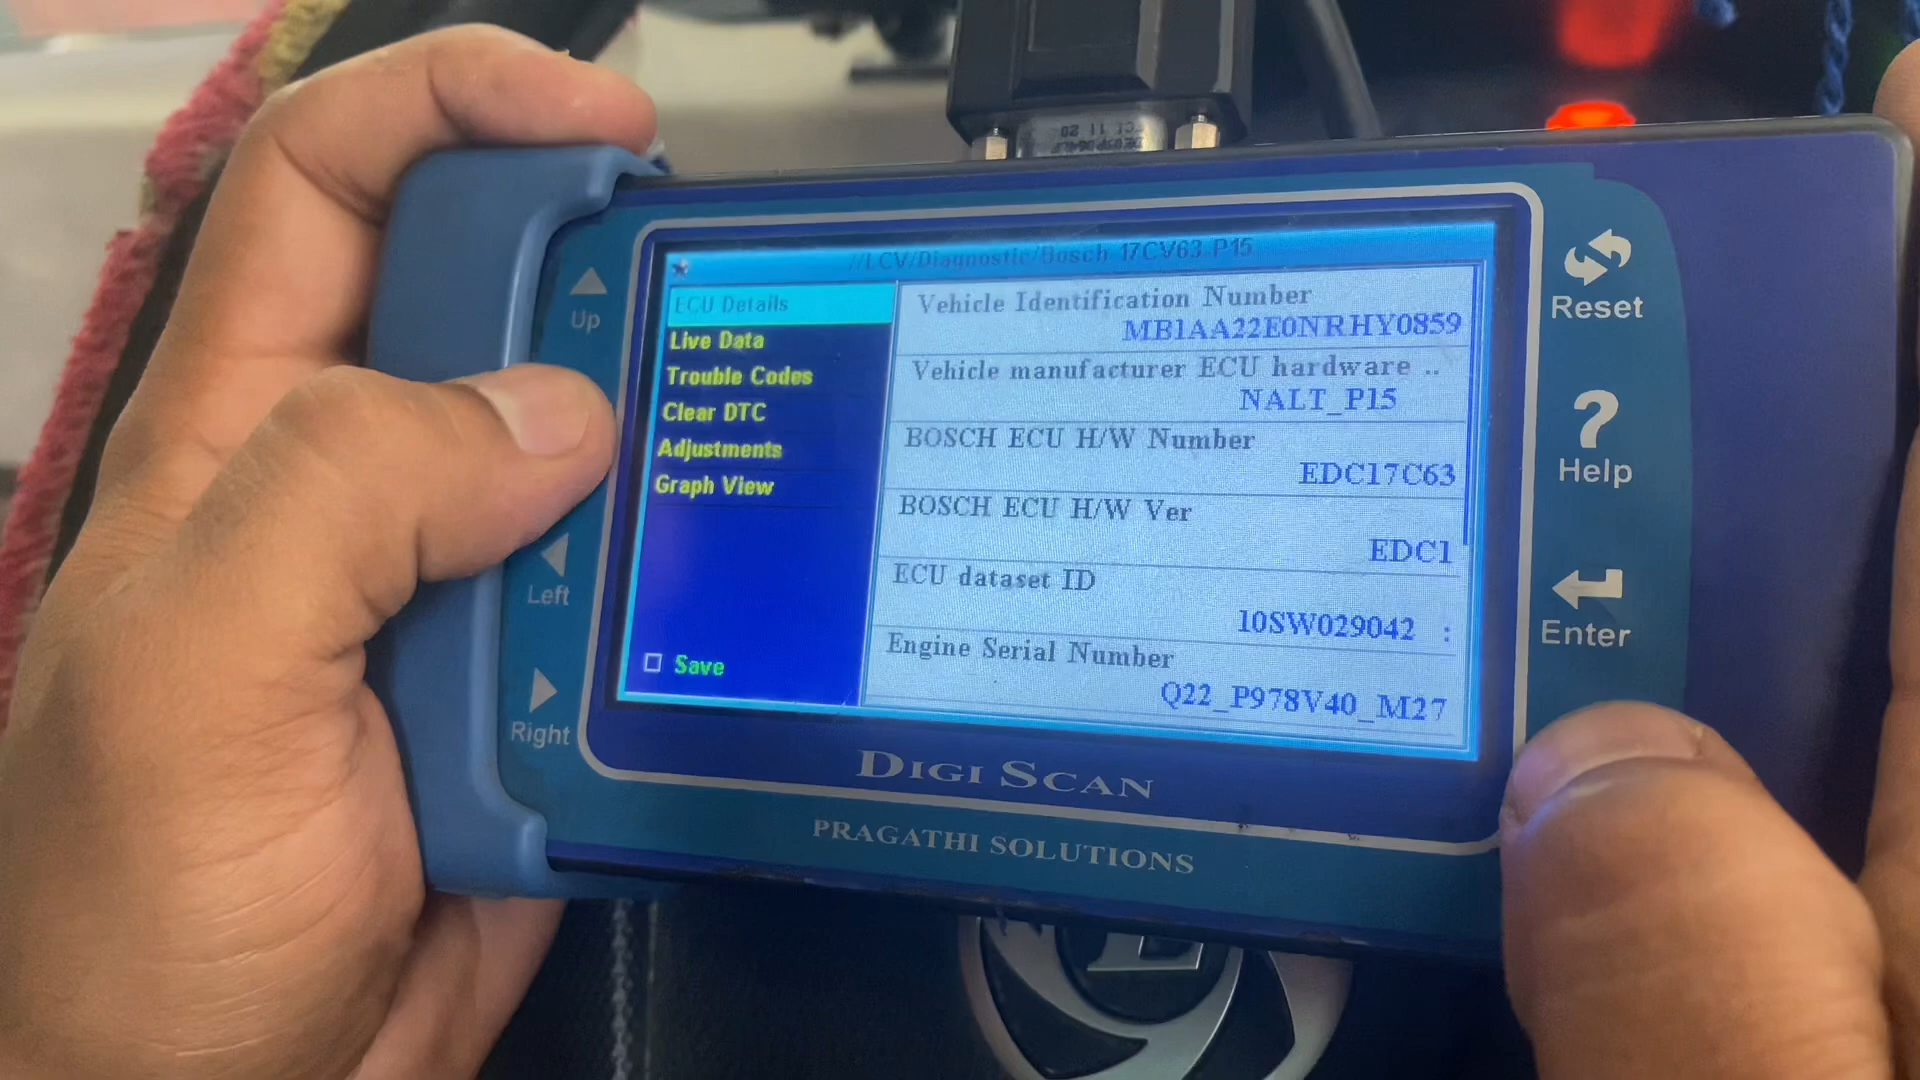 //LCV/Diagnostic/Bosch 17CV63 P15
ECU Details
Live Data
Trouble Codes
Clear DTC
Adjustments
Graph View
Save
Vehicle Identification Number
MB1AA22E0NRHY0859
Vehicle manufacturer ECU hardware ..
NALT_P15
BOSCH ECU H/W Number
EDC17C63
BOSCH ECU H/W Ver
EDC1
ECU dataset ID
10SW029042 :
Engine Serial Number
Q22_P978V40_M27
Up
Left
Right
Reset
Help
Enter
DIGI SCAN
PRAGATHI SOLUTIONS